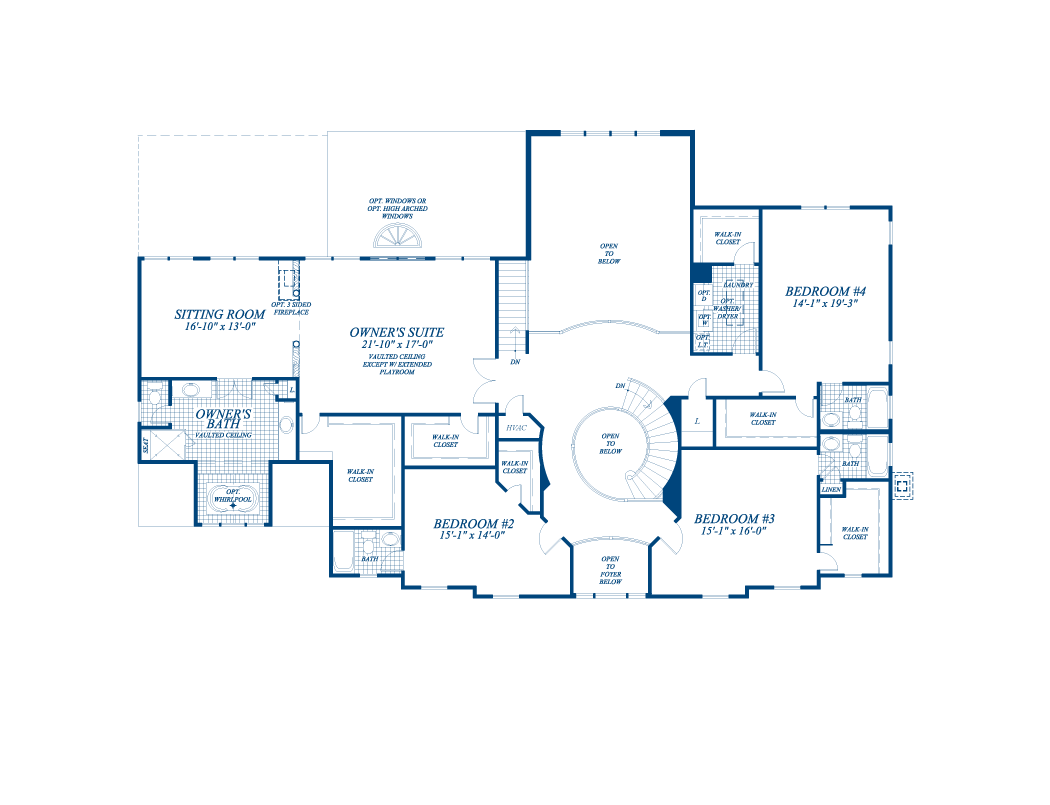 OPT. WINDOWS OR
OPT. HIGH ARCHED
WINDOWS
OPEN
TO
BELOW
WALK-IN
CLOSET
LAUNDRY
OPT.
D
OPT.
WASHER/
DRYER
OPT.
W
OPT.
L.T.
BEDROOM #4
14'-1" x 19'-3"
SITTING ROOM
16'-10" x 13'-0"
OPT. 3 SIDED
FIREPLACE
OWNER'S SUITE
21'-10" x 17'-0"
VAULTED CEILING
EXCEPT W/ EXTENDED
PLAYROOM
DN
DN
L
OWNER'S
BATH
VAULTED CEILING
SEAT
OPT.
WHIRLPOOL
WALK-IN
CLOSET
WALK-IN
CLOSET
HVAC
WALK-IN
CLOSET
OPEN
TO
BELOW
L
WALK-IN
CLOSET
BATH
BATH
LINEN
WALK-IN
CLOSET
BEDROOM #2
15'-1" x 14'-0"
BATH
OPEN
TO
FOYER
BELOW
BEDROOM #3
15'-1" x 16'-0"